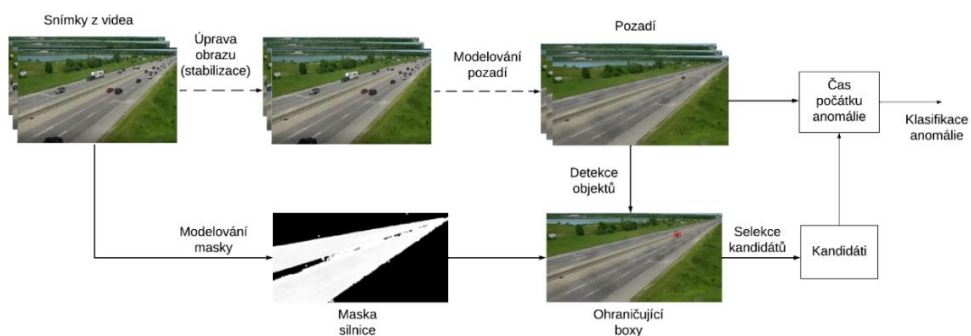 Snímky z videa
Úprava
obrazu
(stabilizace)
Modelování
pozadí
Pozadí
Čas
počátku
anomálie
Klasifikace
anomálie
Detekce
objektů
Modelování
masky
Selekce
kandidátů
Kandidáti
Maska
silnice
Ohraničující
boxy